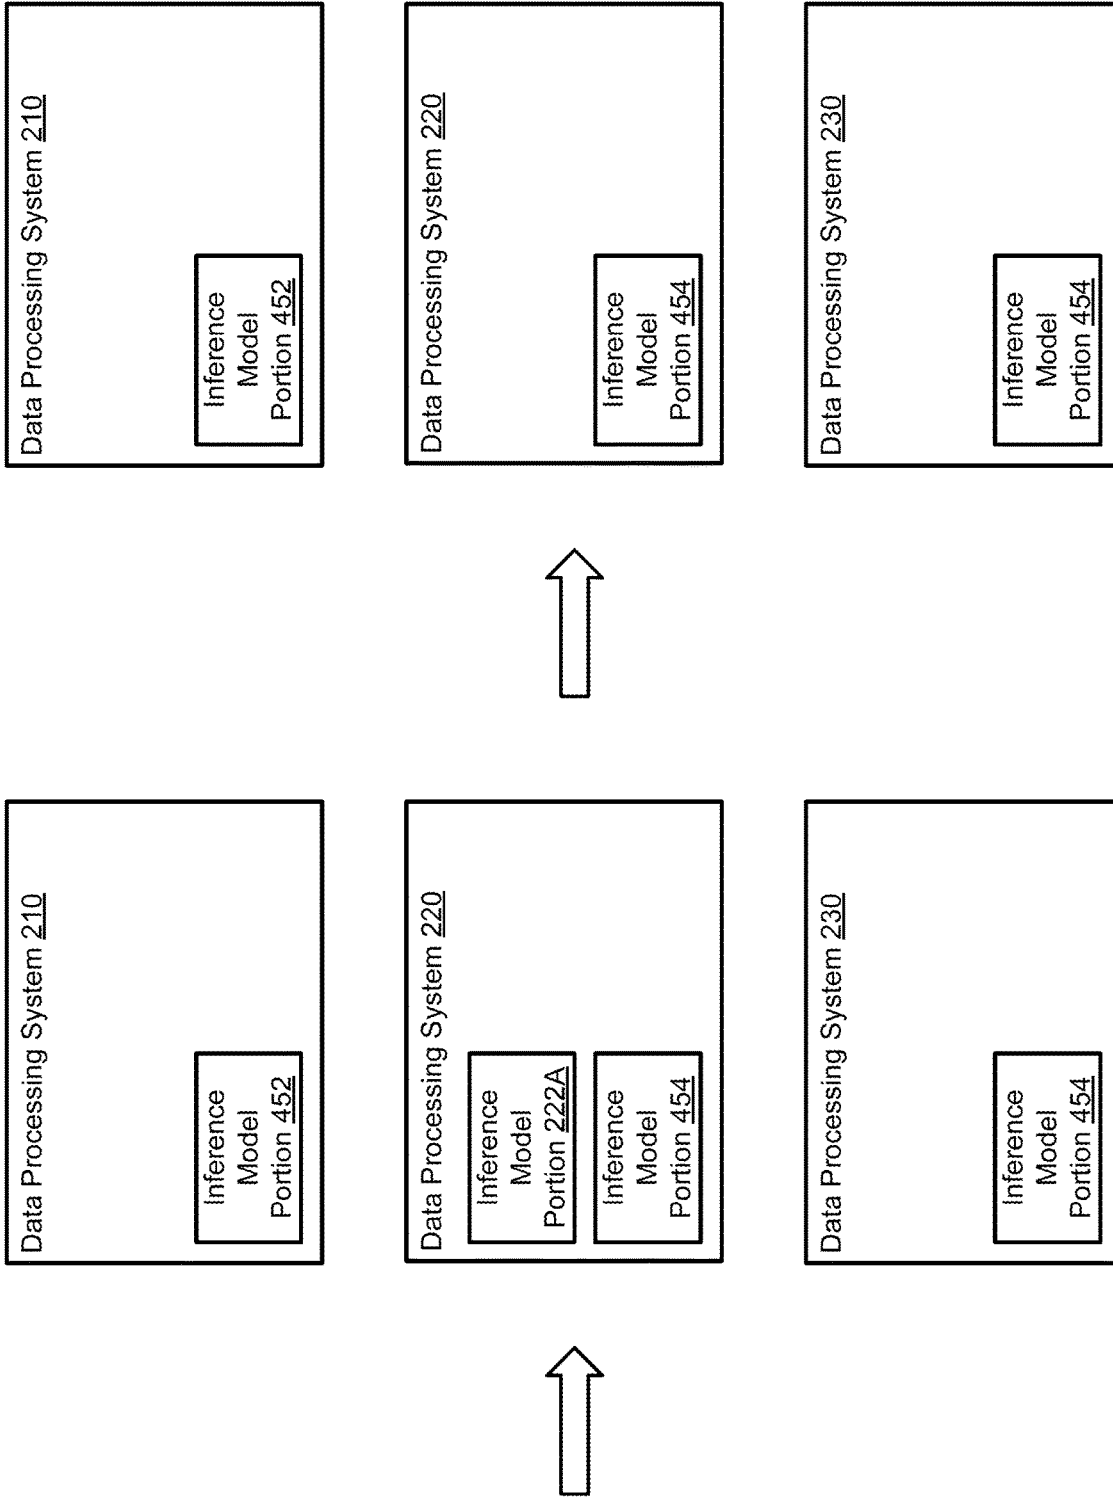 Data Processing System 210
Inference
Model
Portion 452
Data Processing System 220
Inference
Model
Portion 222A
Inference
Model
Portion 454
Data Processing System 230
Inference
Model
Portion 454
Data Processing System 210
Inference
Model
Portion 452
Data Processing System 220
Inference
Model
Portion 454
Data Processing System 230
Inference
Model
Portion 454